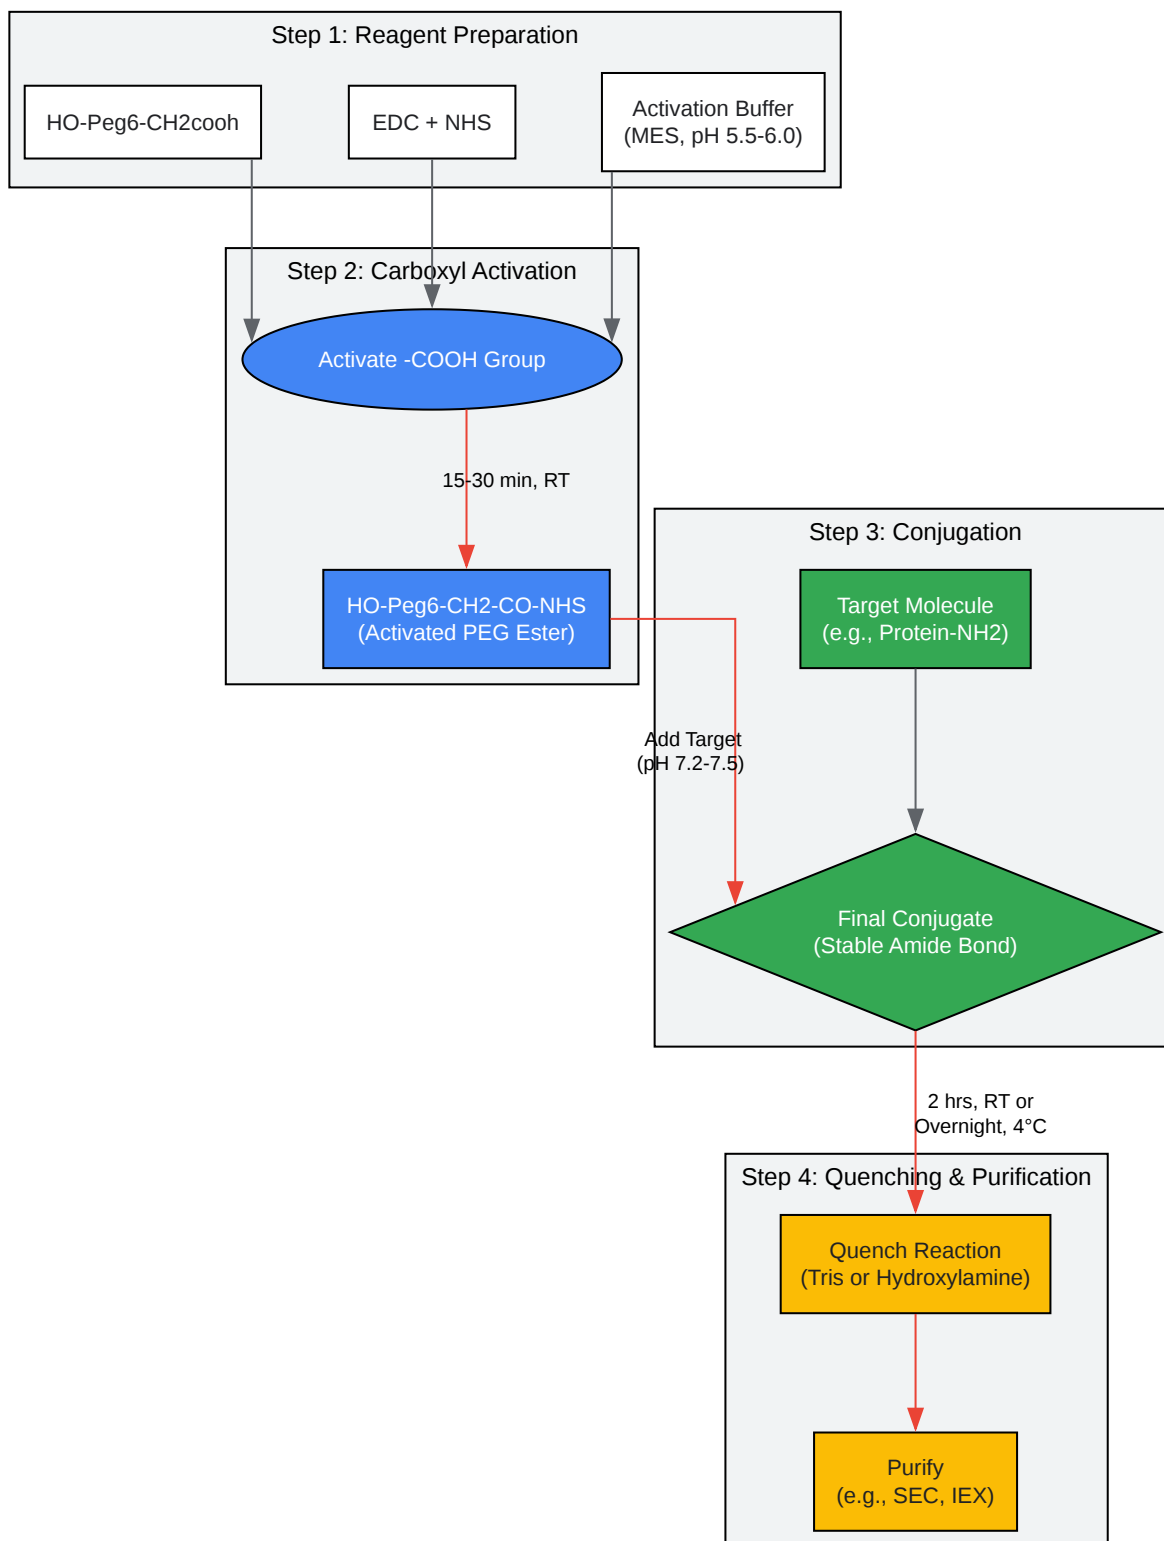 Step 1: Reagent Preparation
HO-Peg6-CH2cooh
EDC + NHS
Activation Buffer
(MES, pH 5.5-6.0)
Step 2: Carboxyl Activation
Activate -COOH Group
15-30 min, RT
HO-Peg6-CH2-CO-NHS
(Activated PEG Ester)
Step 3: Conjugation
Target Molecule
(e.g., Protein-NH2)
Add Target
(pH 7.2-7.5)
Final Conjugate
(Stable Amide Bond)
2 hrs, RT or
Overnight, 4°C
Step 4: Quenching & Purification
Quench Reaction
(Tris or Hydroxylamine)
Purify
(e.g., SEC, IEX)